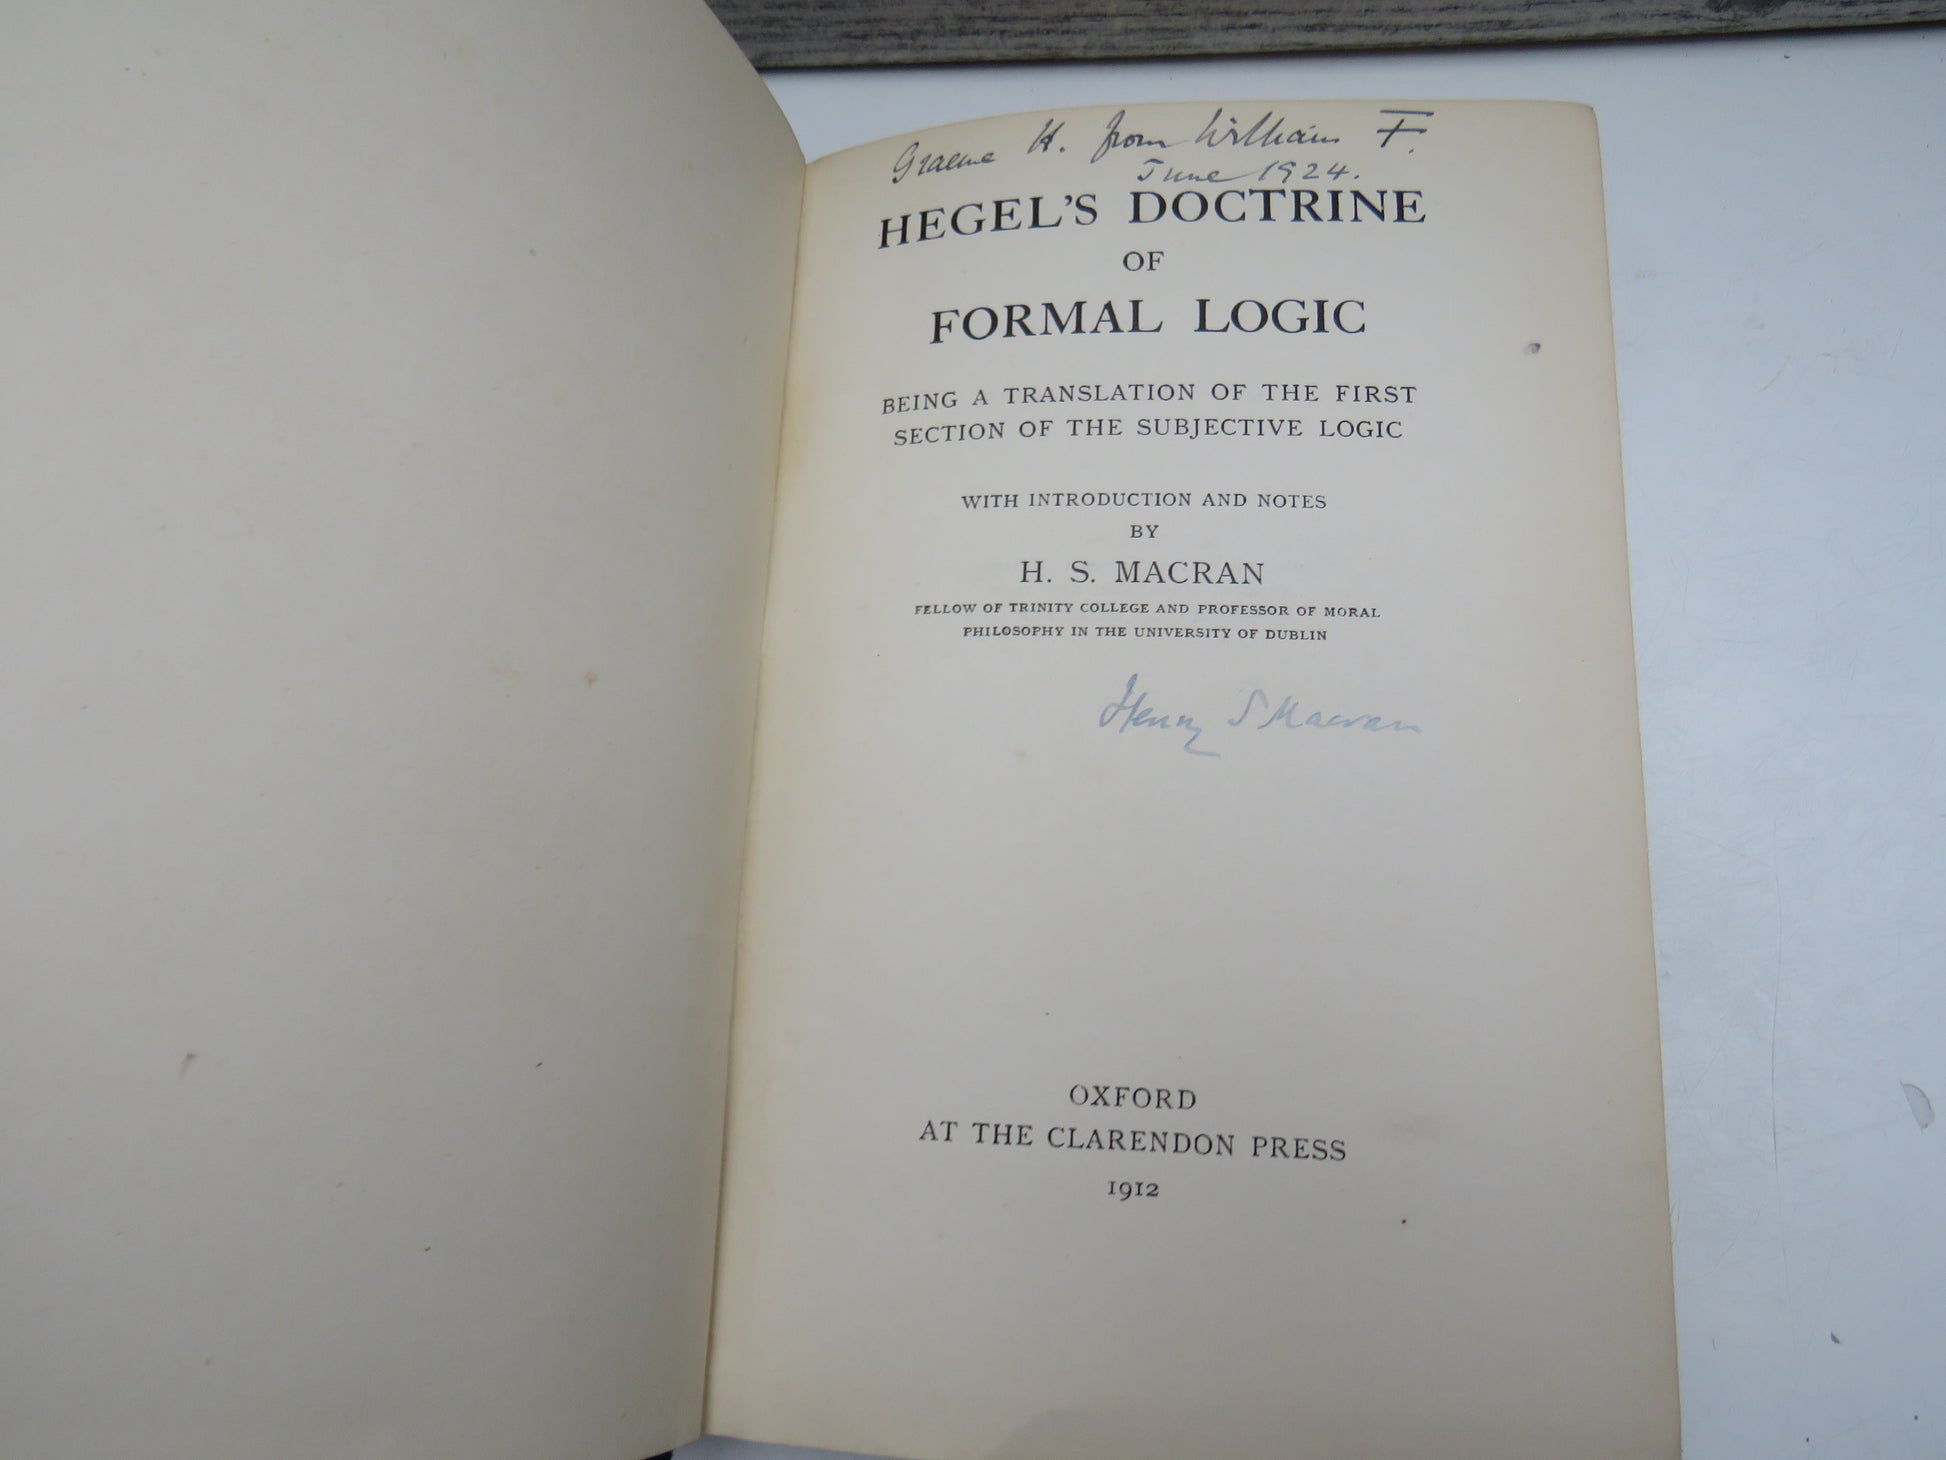 Graeme H. from William F.
June 1924.
HEGEL'S DOCTRINE
OF
FORMAL LOGIC
BEING A TRANSLATION OF THE FIRST
SECTION OF THE SUBJECTIVE LOGIC
WITH INTRODUCTION AND NOTES
BY
H. S. MACRAN
FELLOW OF TRINITY COLLEGE AND PROFESSOR OF MORAL
PHILOSOPHY IN THE UNIVERSITY OF DUBLIN
Henry S Macran
OXFORD
AT THE CLARENDON PRESS
1912